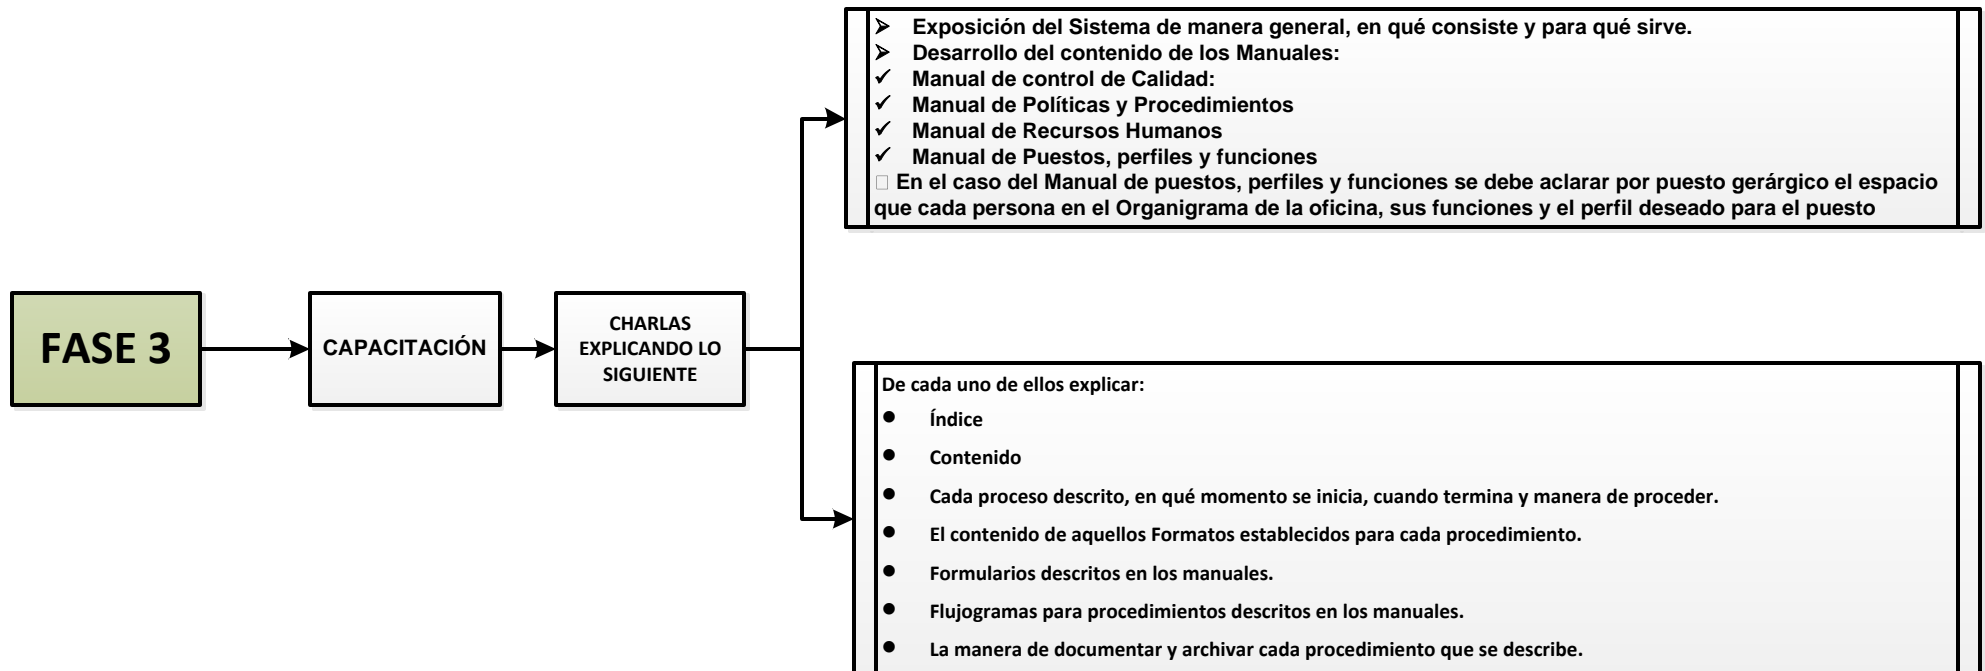 FASE 3
CAPACITACIÓN
CHARLAS
EXPLICANDO LO
SIGUIENTE
➢ Exposición del Sistema de manera general, en qué consiste y para qué sirve.
➢ Desarrollo del contenido de los Manuales:
✓ Manual de control de Calidad:
✓ Manual de Políticas y Procedimientos
✓ Manual de Recursos Humanos
✓ Manual de Puestos, perfiles y funciones
□ En el caso del Manual de puestos, perfiles y funciones se debe aclarar por puesto gerárgico el espacio
que cada persona en el Organigrama de la oficina, sus funciones y el perfil deseado para el puesto
De cada uno de ellos explicar:
● Índice
● Contenido
● Cada proceso descrito, en qué momento se inicia, cuando termina y manera de proceder.
● El contenido de aquellos Formatos establecidos para cada procedimiento.
● Formularios descritos en los manuales.
● Flujogramas para procedimientos descritos en los manuales.
● La manera de documentar y archivar cada procedimiento que se describe.